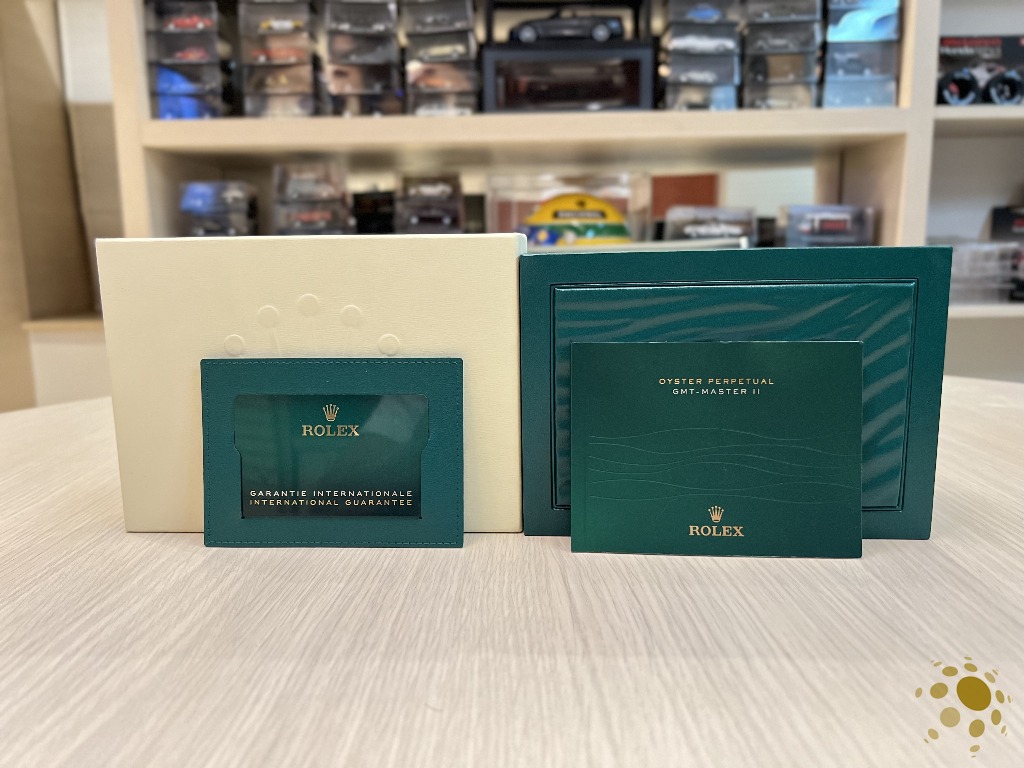 ROLEX
GARANTIE INTERNATIONALE
INTERNATIONAL GUARANTEE
OYSTER PERPETUAL
GMT-MASTER II
ROLEX